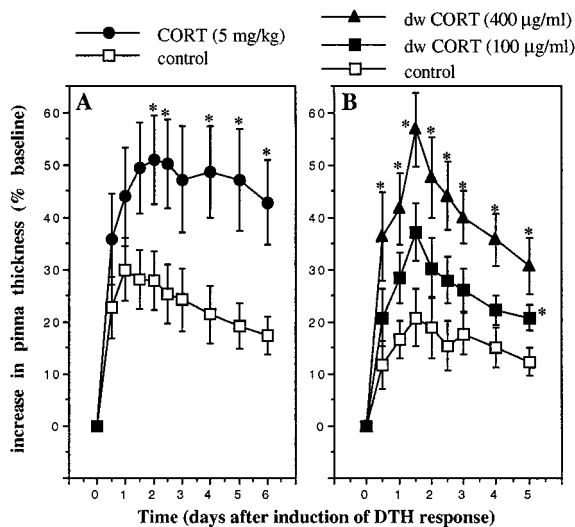 CORT (5 mg/kg)
control
dw CORT (400 µg/ml)
dw CORT (100 µg/ml)
control
increase in pinna thickness (% baseline)
A
* * * * *
60
50
40
30
20
10
0
0 1 2 3 4 5 6
B
* * * * * * * *
*
60
50
40
30
20
10
0
0 1 2 3 4 5
Time (days after induction of DTH response)